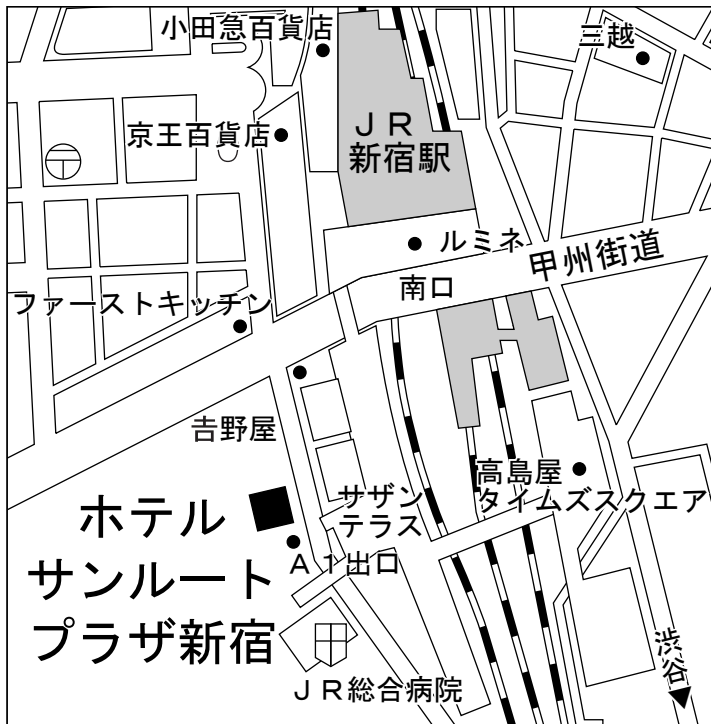 小田急百貨店
三越
京王百貨店
ＪＲ
新宿駅
ルミネ
甲州街道
南口
ファーストキッチン
𠮷野屋
高島屋
タイムズスクエア
サザン
テラス
ホテル
サンルート
プラザ新宿
Ａ１出口
渋谷
ＪＲ総合病院